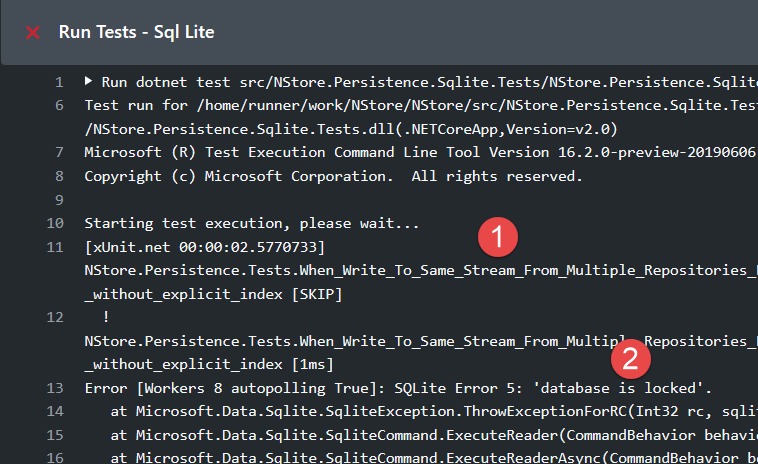 Run Tests - Sql Lite
1 Run dotnet test src/NStore.Persistence.Sqlite.Tests/NStore.Persistence.Sqlite
6 Test run for /home/runner/work/NStore/NStore/src/NStore.Persistence.Sqlite.Tes
/NStore.Persistence.Sqlite.Tests.dll(.NETCoreApp,Version=v2.0)
7 Microsoft (R) Test Execution Command Line Tool Version 16.2.0-preview-20190606
8 Copyright (c) Microsoft Corporation.  All rights reserved.
9
10 Starting test execution, please wait...
1
11 [xUnit.net 00:00:02.5770733]
NStore.Persistence.Tests.When_Write_To_Same_Stream_From_Multiple_Repositories_
_without_explicit_index [SKIP]
12 !
NStore.Persistence.Tests.When_Write_To_Same_Stream_From_Multiple_Repositories_
2
_without_explicit_index [1ms]
13 Error [Workers 8 autopolling True]: SQLite Error 5: 'database is locked'.
14 at Microsoft.Data.Sqlite.SqliteException.ThrowExceptionForRC(Int32 rc, sqlit
15 at Microsoft.Data.Sqlite.SqliteCommand.ExecuteReader(CommandBehavior behavio
16 at Microsoft.Data.Sqlite.SqliteCommand.ExecuteReaderAsync(CommandBehavior be